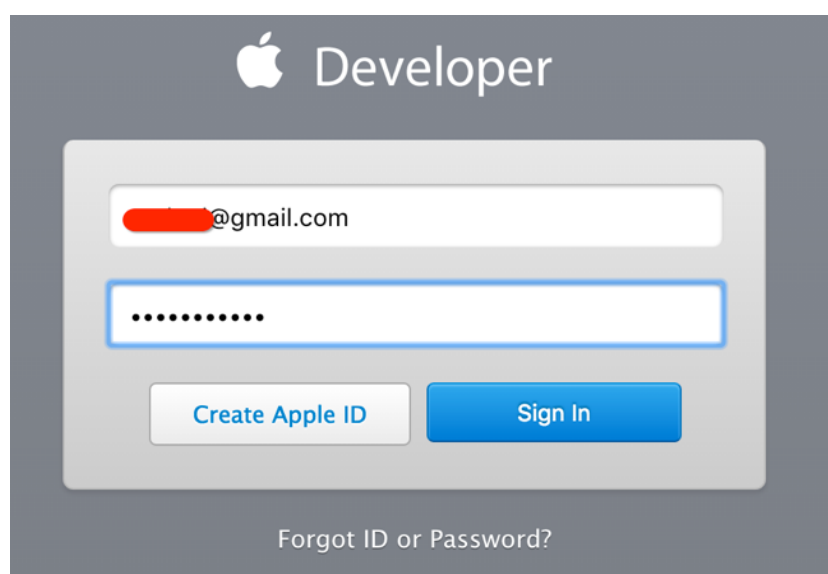 Developer
@gmail.com
•••••••••••
Create Apple ID
Sign In
Forgot ID or Password?